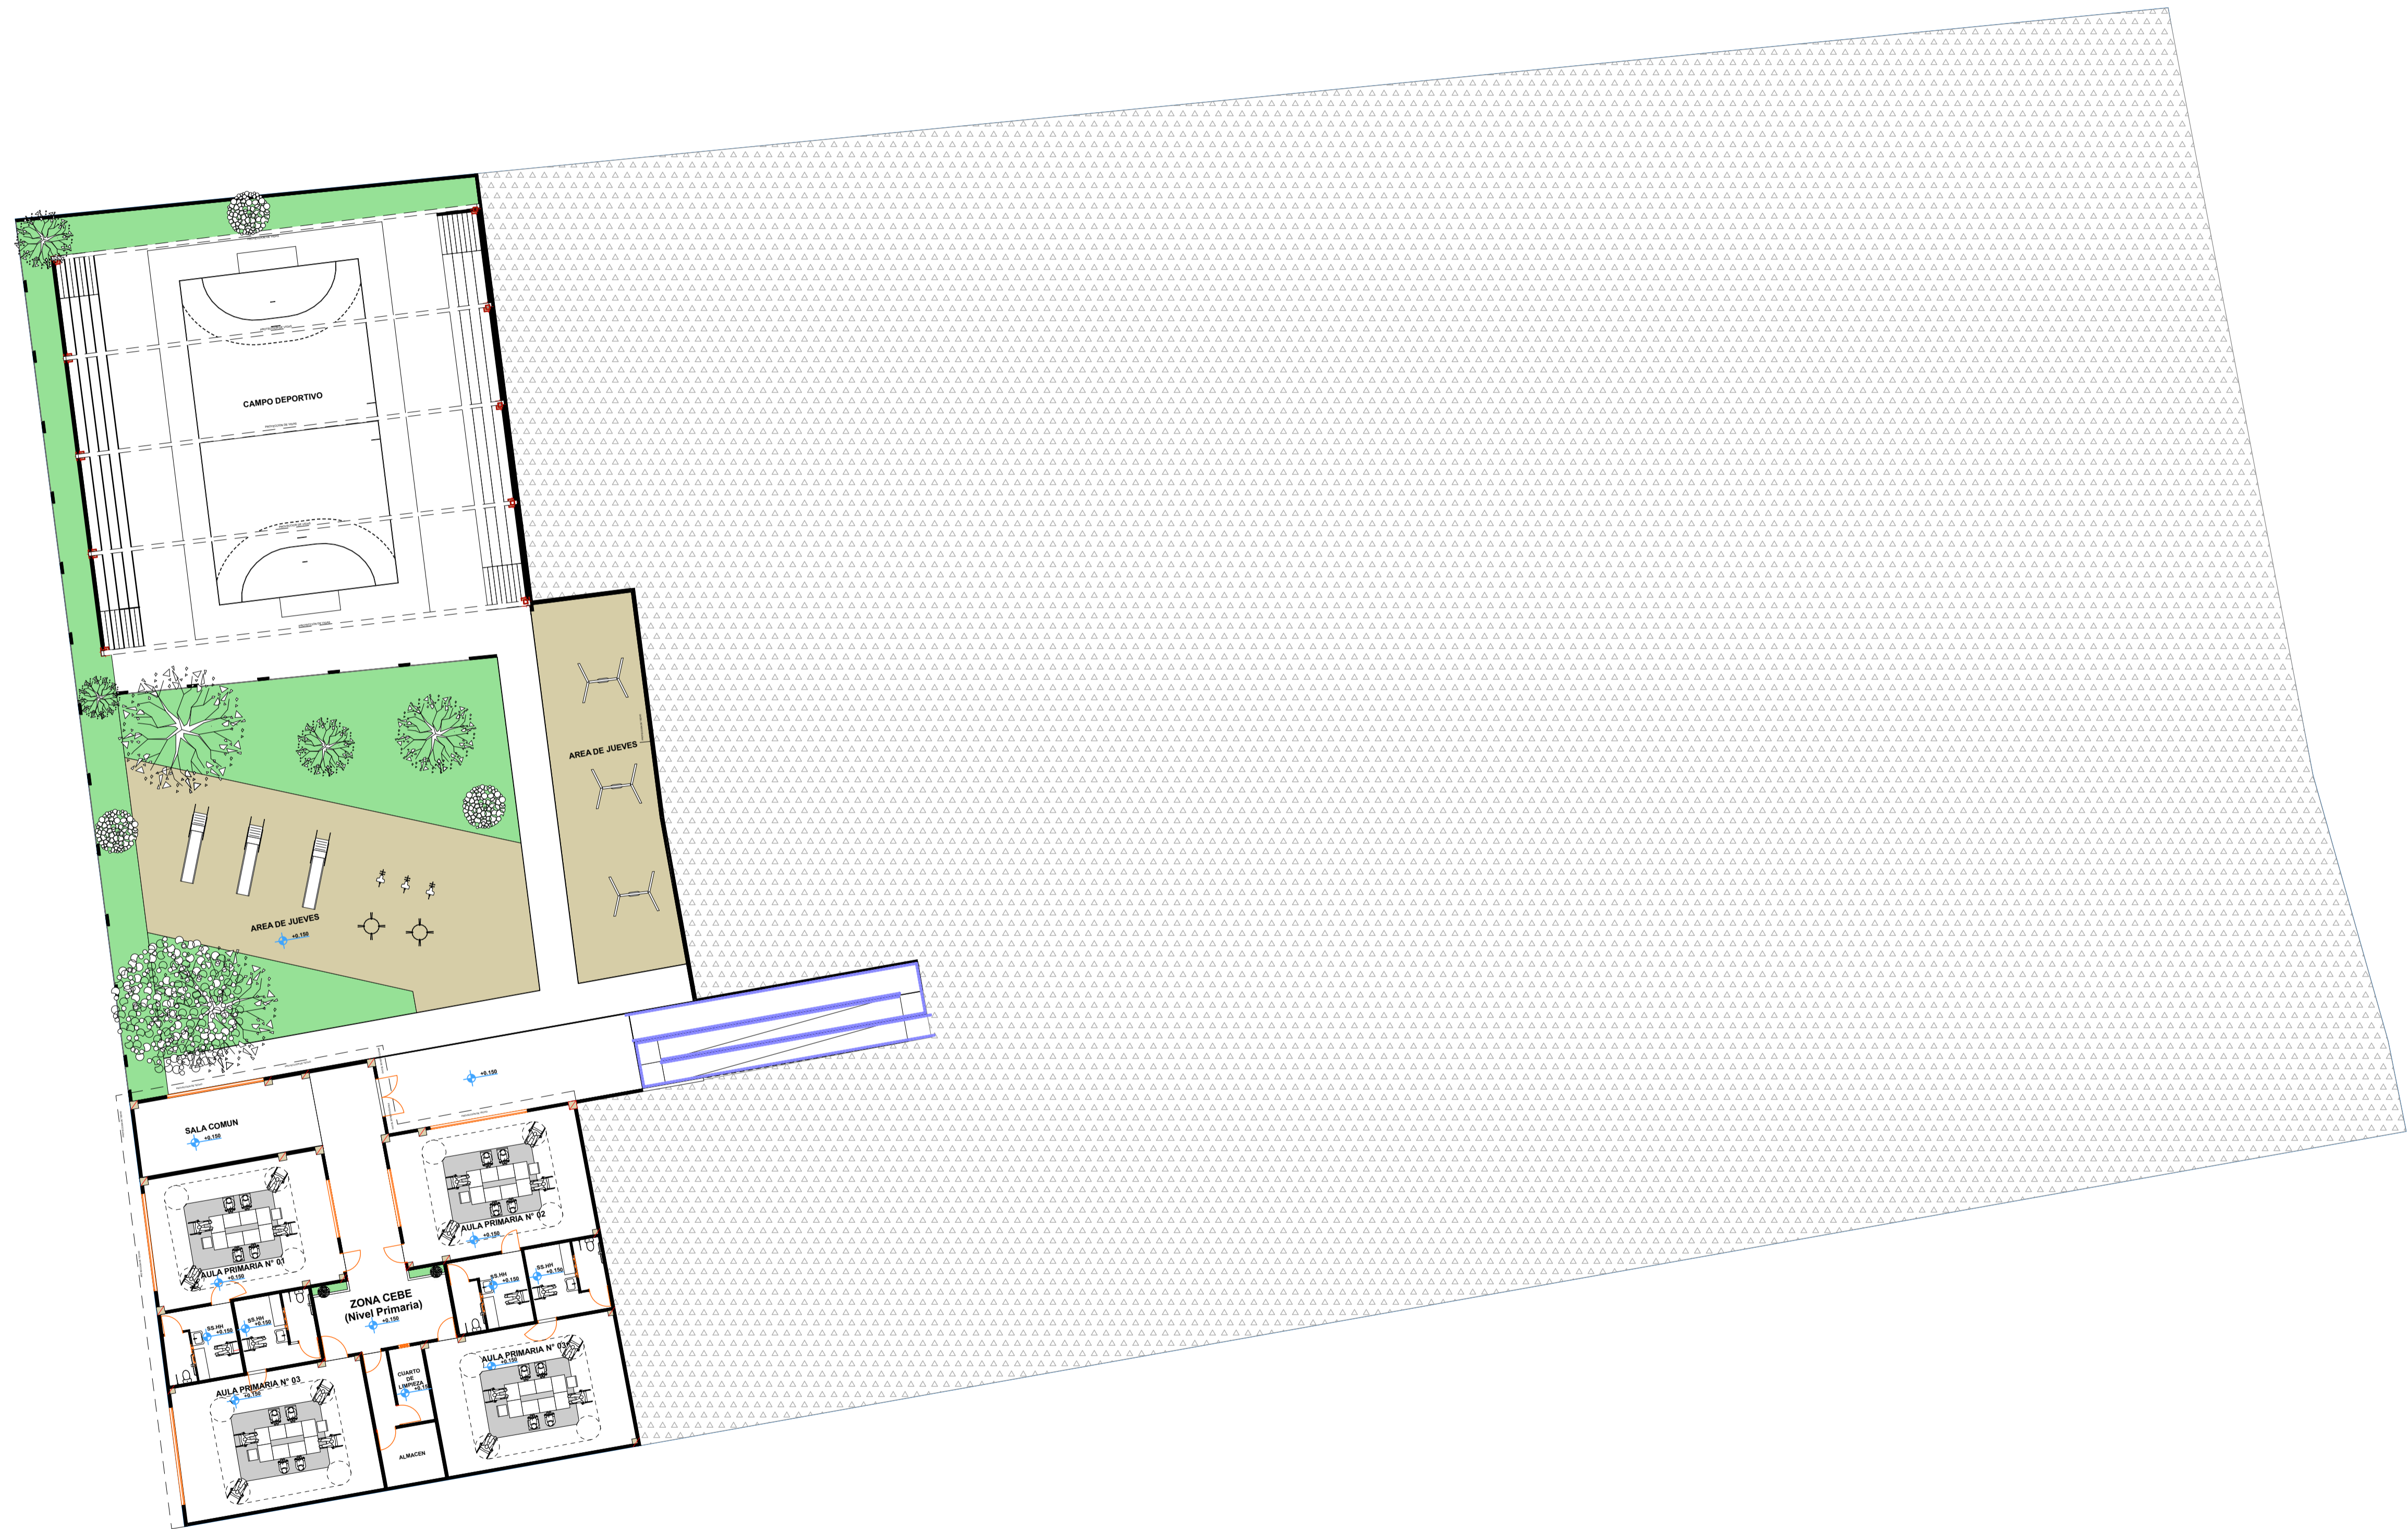 CAMPO DEPORTIVO
AREA DE JUEVES
AREA DE JUEVES
+0.150
+0.150
SALA COMUN
+0.150
AULA PRIMARIA N° 02
+0.150
AULA PRIMARIA N° 01
+0.150
SS.HH
+0.150
SS.HH
+0.150
ZONA CEBE
(Nivel Primaria)
+0.150
SS.HH
+0.150
SS.HH
+0.150
AULA PRIMARIA N° 03
+0.150
AULA PRIMARIA N° 03
+0.150
CUARTO
DE
LIMPIEZA
+0.150
ALMACEN